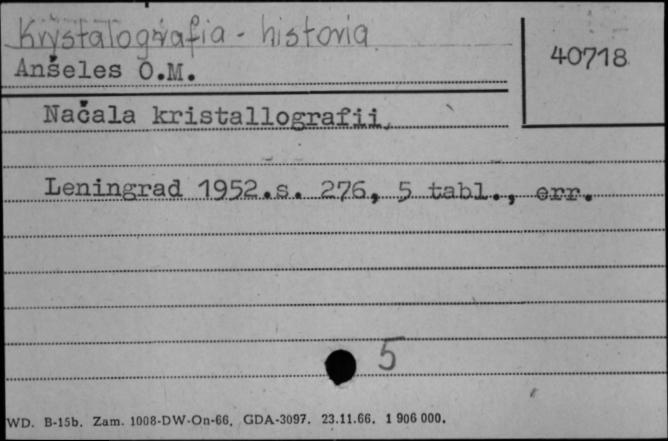 Krystalografia - historia
40718
Anšeles O.M.
Načala kristallografii,
Leningrad 1952.s. 276, 5 tabl., err.
5
WD. B-15b. Zam. 1008-DW-On-66. GDA-3097. 23.11.66. 1 906 000.